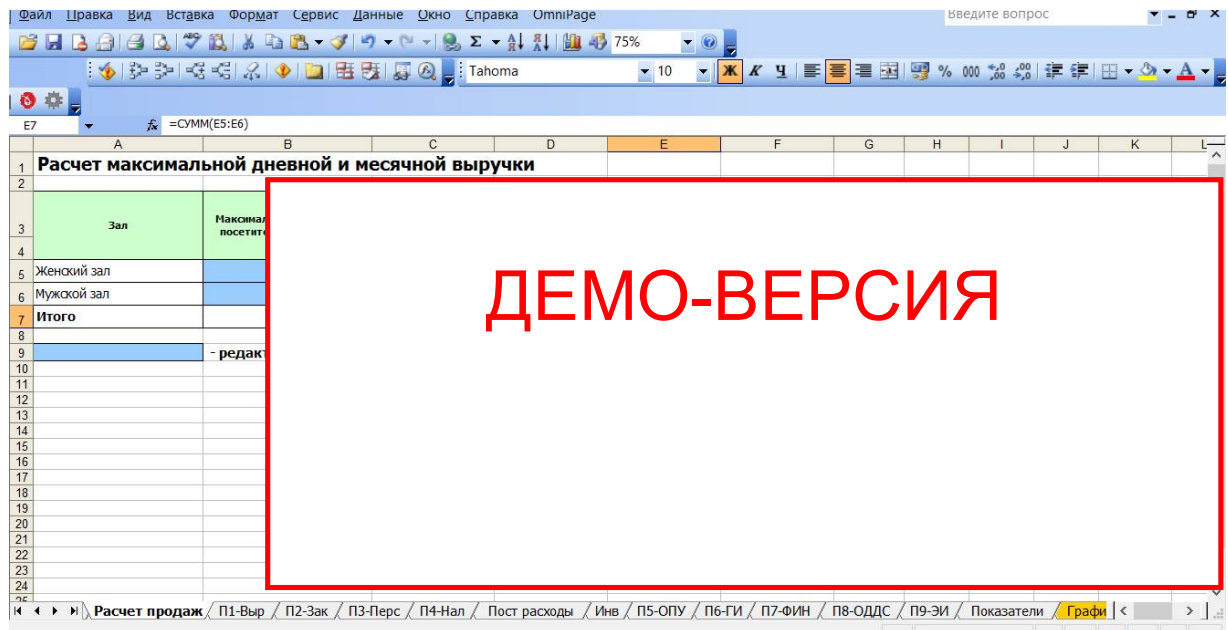 Файл Правка Вид Вставка Формат Сервис Данные Окно Справка OmniPage Введите вопрос
75%
Tahoma 10 Ж К Ч % 000
E7 fx =СУММ(E5:E6)
A B C D E F G H I J K L
1 Расчет максимальной дневной и месячной выручки
2
3 Зал
4
5 Женский зал
6 Мужской зал
7 Итого
8
9 - редакт
10
11
12
13
14
15
16
17
18
19
20
21
22
23
24
25
ДЕМО-ВЕРСИЯ
Расчет продаж П1-Выр П2-Зак П3-Перс П4-Нал Пост расходы Инв П5-ОПУ П6-ГИ П7-ФИН П8-ОДДС П9-ЭИ Показатели Графи